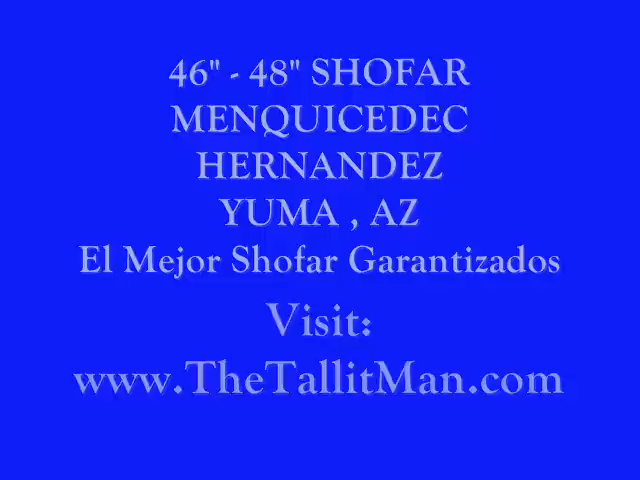 46" - 48" SHOFAR
MENQUICEDEC
HERNANDEZ
YUMA , AZ
El Mejor Shofar Garantizados
Visit:
www.TheTallitMan.com